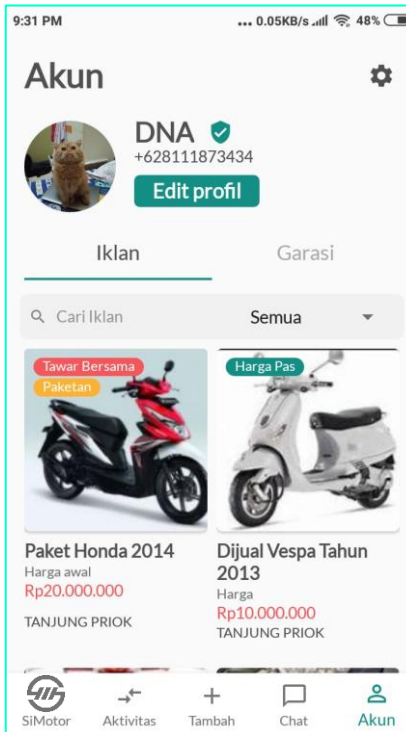 9:31 PM
... 0.05KB/s 48%
Akun
DNA
+628111873434
Edit profil
Iklan Garasi
Cari Iklan Semua
Tawar Bersama
Paketan
Harga Pas
Paket Honda 2014
Harga awal
Rp20.000.000
TANJUNG PRIOK
Dijual Vespa Tahun
2013
Harga
Rp10.000.000
TANJUNG PRIOK
SiMotor Aktivitas Tambah Chat Akun